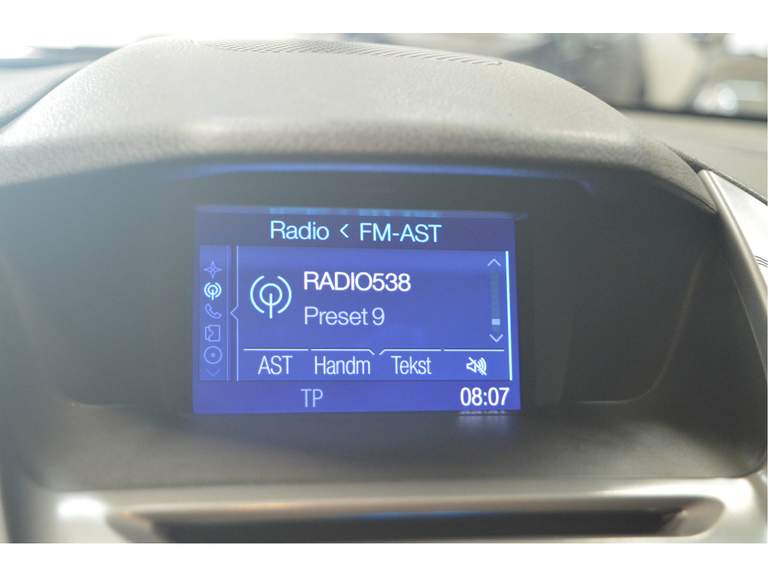 Radio < FM-AST
RADIO538
Preset 9
AST Handm Tekst
TP 08:07